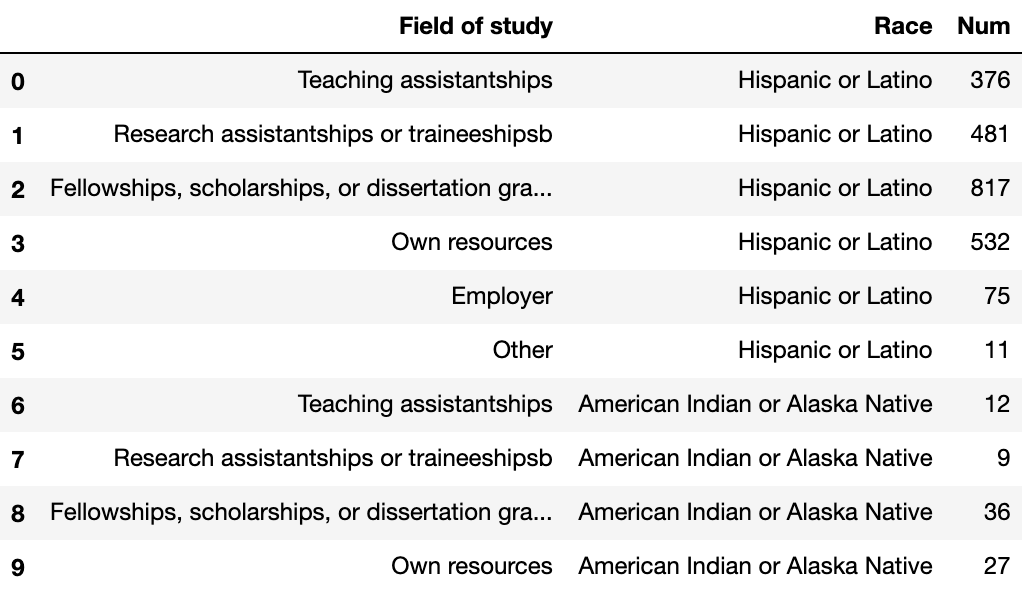 Field of study Race Num
0 Teaching assistantships Hispanic or Latino 376
1 Research assistantships or traineeshipsb Hispanic or Latino 481
2 Fellowships, scholarships, or dissertation gra... Hispanic or Latino 817
3 Own resources Hispanic or Latino 532
4 Employer Hispanic or Latino 75
5 Other Hispanic or Latino 11
6 Teaching assistantships American Indian or Alaska Native 12
7 Research assistantships or traineeshipsb American Indian or Alaska Native 9
8 Fellowships, scholarships, or dissertation gra... American Indian or Alaska Native 36
9 Own resources American Indian or Alaska Native 27